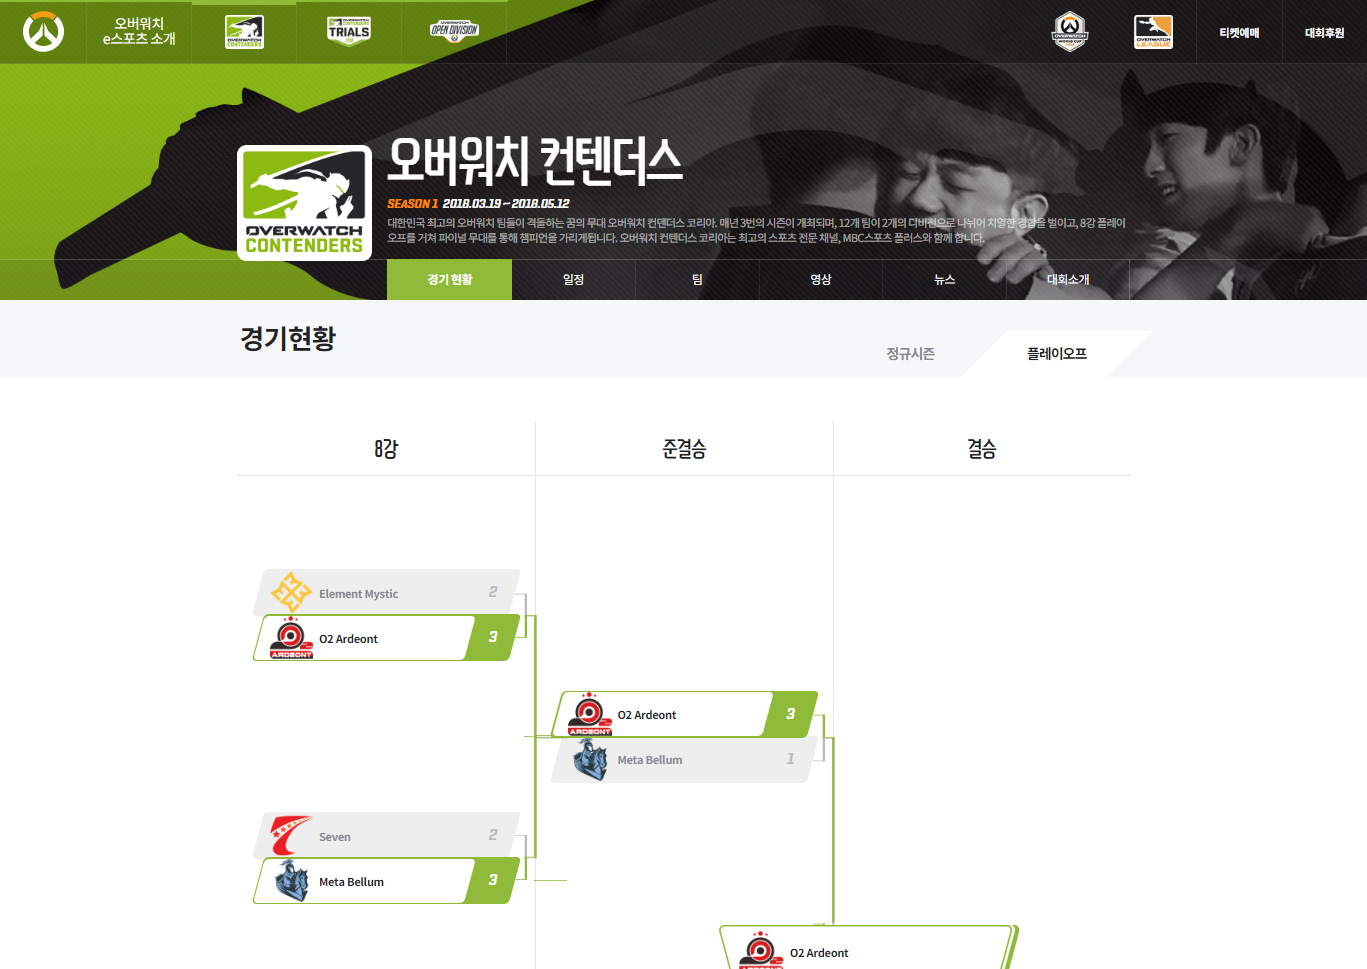 오버워치
e스포츠 소개
OVERWATCH
CONTENDERS
OVERWATCH
CONTENDERS
TRIALS
OVERWATCH
OPEN DIVISION
OVERWATCH
WORLD CUP
OVERWATCH
LEAGUE
티켓예매
대회후원
오버워치 컨텐더스
OVERWATCH
CONTENDERS
SEASON 1 2018.03.19 ~ 2018.05.12
대한민국 최고의 오버워치 팀들이 격돌하는 꿈의 무대 오버워치 컨덴더스 코리아. 매년 3번의 시즌이 개최되며, 12개 팀이 2개의 디비전으로 나뉘어 치열한 경합을 벌이고, 8강 플레이
오프를 거쳐 파이널 무대를 통해 챔피언을 가리게됩니다. 오버워치 컨텐더스 코리아는 최고의 스포츠 전문 채널, MBC스포츠 플러스와 함께 합니다.
경기 현황
일정
팀
영상
뉴스
대회소개
경기현황
정규시즌
플레이오프
8강
준결승
결승
Element Mystic 2
ARDEONT
O2 Ardeont 3
ARDEONT
O2 Ardeont 3
Meta Bellum 1
Seven 2
Meta Bellum 3
O2 Ardeont